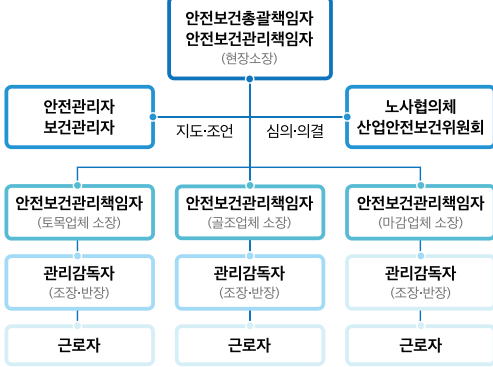 안전보건총괄책임자
안전보건관리책임자
(현장소장)
안전관리자
보건관리자
지도·조언
심의·의결
노사협의체
산업안전보건위원회
안전보건관리책임자
(토목업체 소장)
안전보건관리책임자
(골조업체 소장)
안전보건관리책임자
(마감업체 소장)
관리감독자
(조장·반장)
관리감독자
(조장·반장)
관리감독자
(조장·반장)
근로자
근로자
근로자